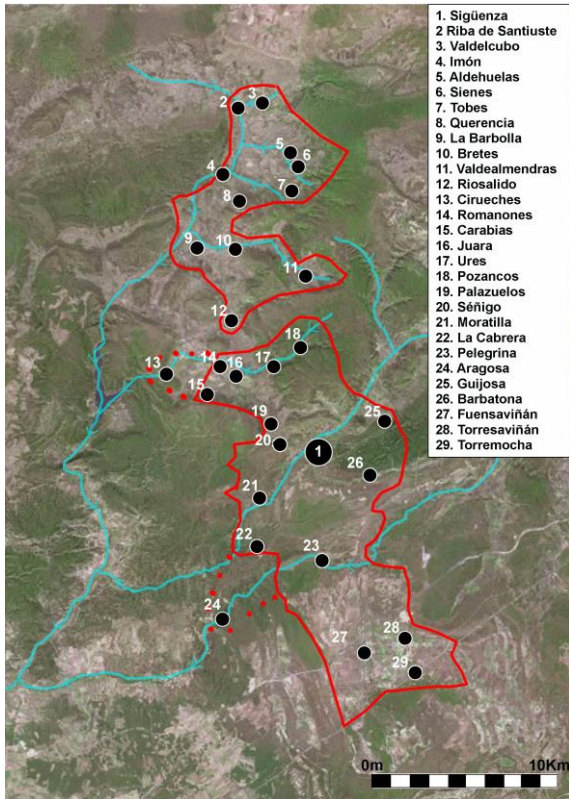 1. Sigüenza
2 Riba de Santiuste
3. Valdelcubo
4. Imón
5. Aldehuelas
6. Sienes
7. Tobes
8. Querencia
9. La Barbolla
10. Bretes
11. Valdealmendras
12. Riosalido
13. Cirueches
14. Romanones
15. Carabias
16. Juara
17. Ures
18. Pozancos
19. Palazuelos
20. Séñigo
21. Moratilla
22. La Cabrera
23. Pelegrina
24. Aragosa
25. Guijosa
26. Barbatona
27. Fuensaviñán
28. Torresaviñán
29. Torremocha
3
2
5
6
4
7
8
9
10
11
12
18
14
17
13
16
15
19
25
20
1
26
21
22
23
24
28
27
29
0m
10Km